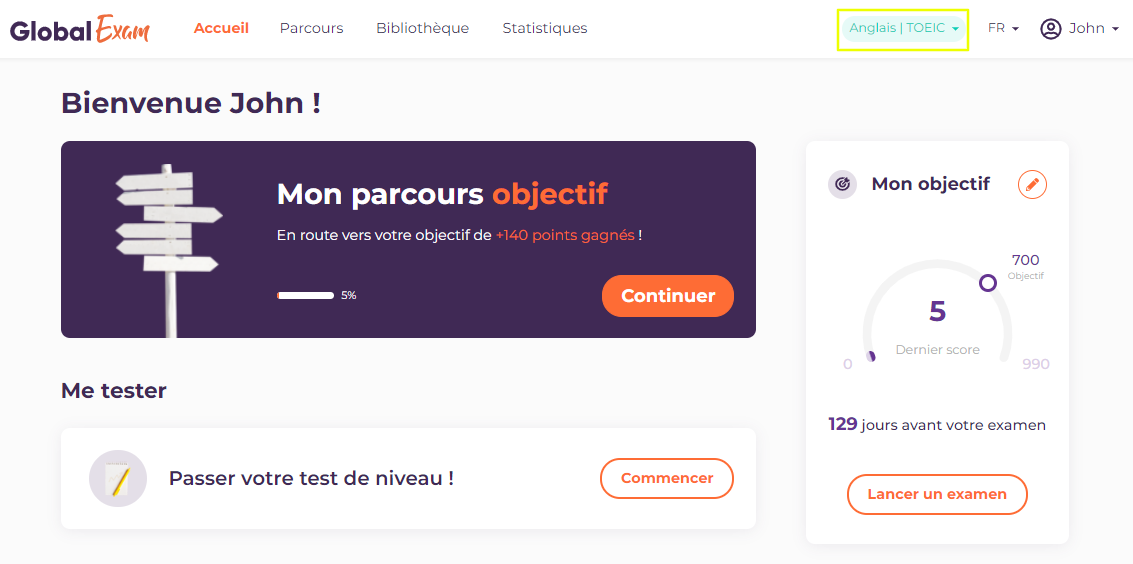 Global Exam
Accueil
Parcours
Bibliothèque
Statistiques
Anglais | TOEIC
FR
John
Bienvenue John !
Mon parcours objectif
En route vers votre objectif de +140 points gagnés !
5%
Continuer
Me tester
Passer votre test de niveau !
Commencer
Mon objectif
700
Objectif
5
Dernier score
0
990
129 jours avant votre examen
Lancer un examen